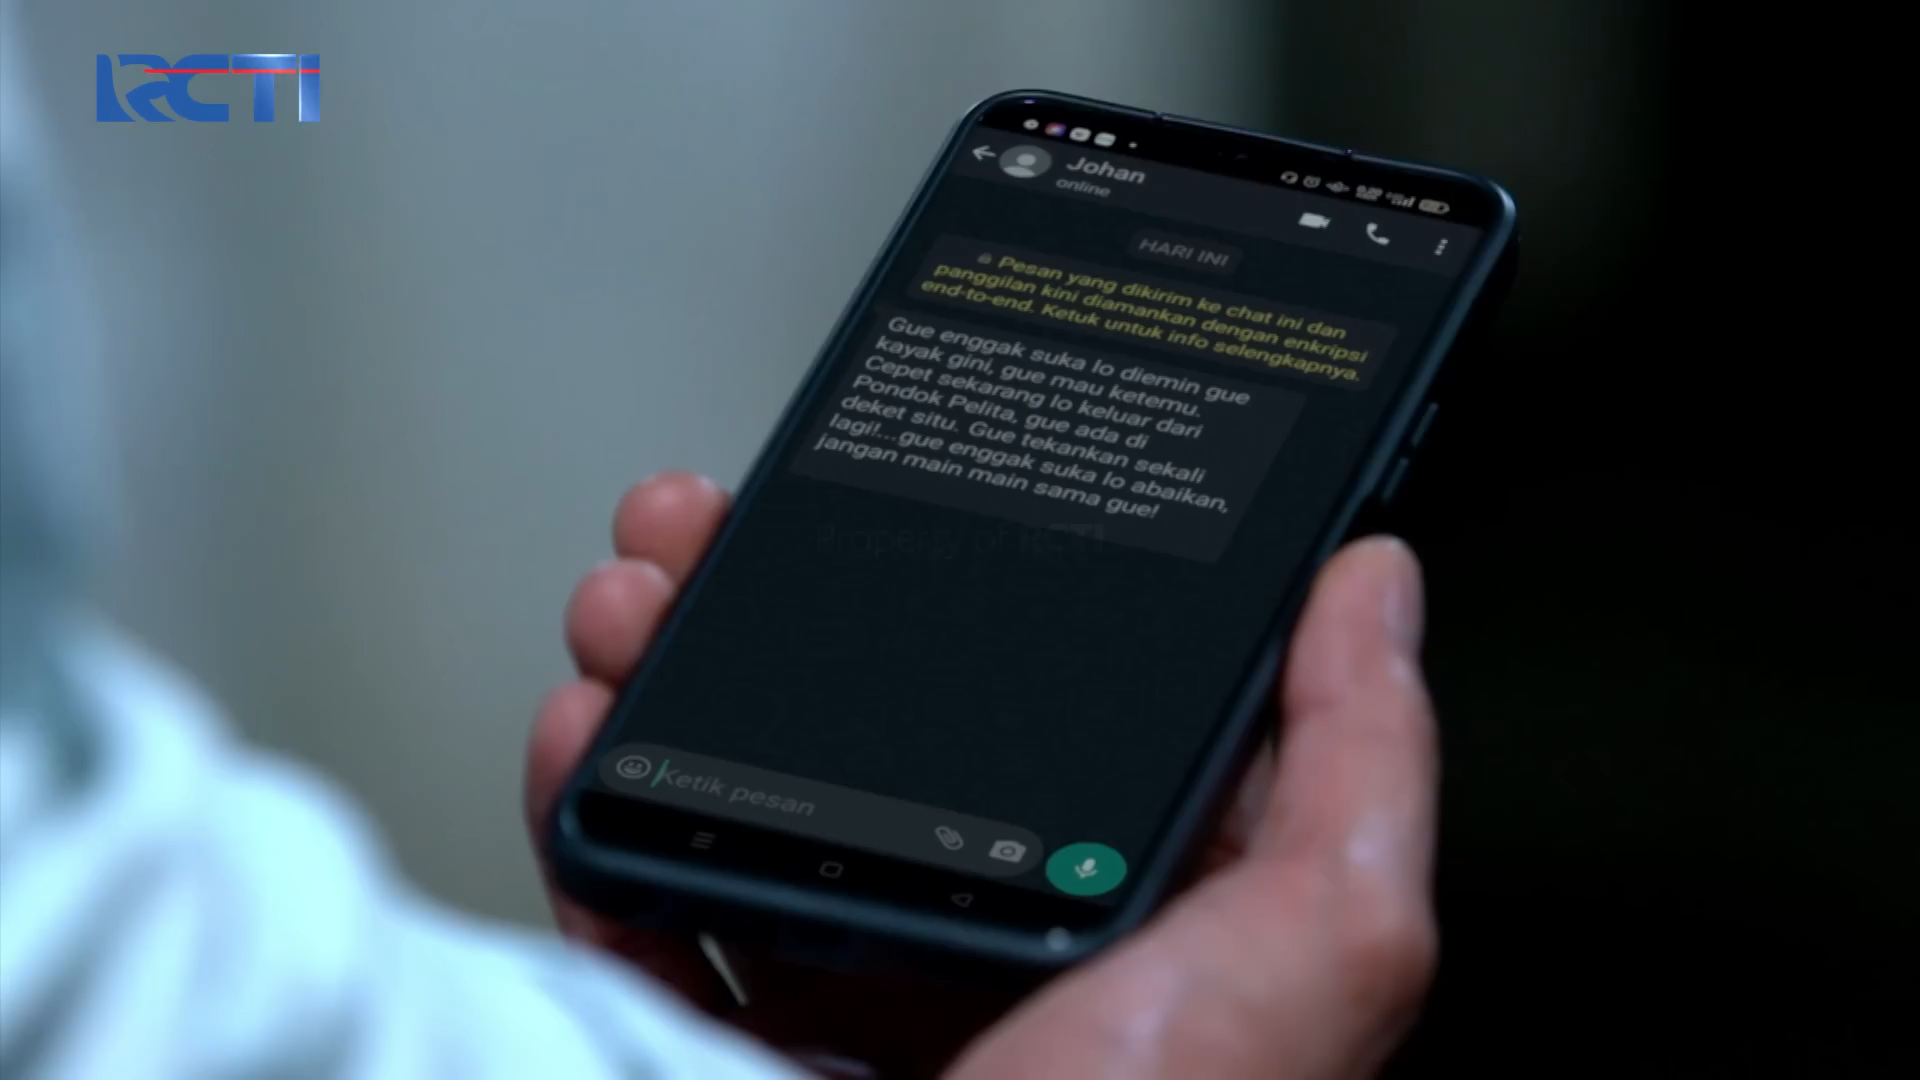 RCTI
Johan
online
HARI INI
Pesan yang dikirim ke chat ini dan
panggilan kini diamankan dengan enkripsi
end-to-end. Ketuk untuk info selengkapnya.
Gue enggak suka lo diemin gue
kayak gini, gue mau ketemu.
Cepet sekarang lo keluar dari
Pondok Pelita, gue ada di
deket situ. Gue tekankan sekali
lagi!...gue enggak suka lo abaikan,
jangan main main sama gue!
Property of RCTI
Ketik pesan